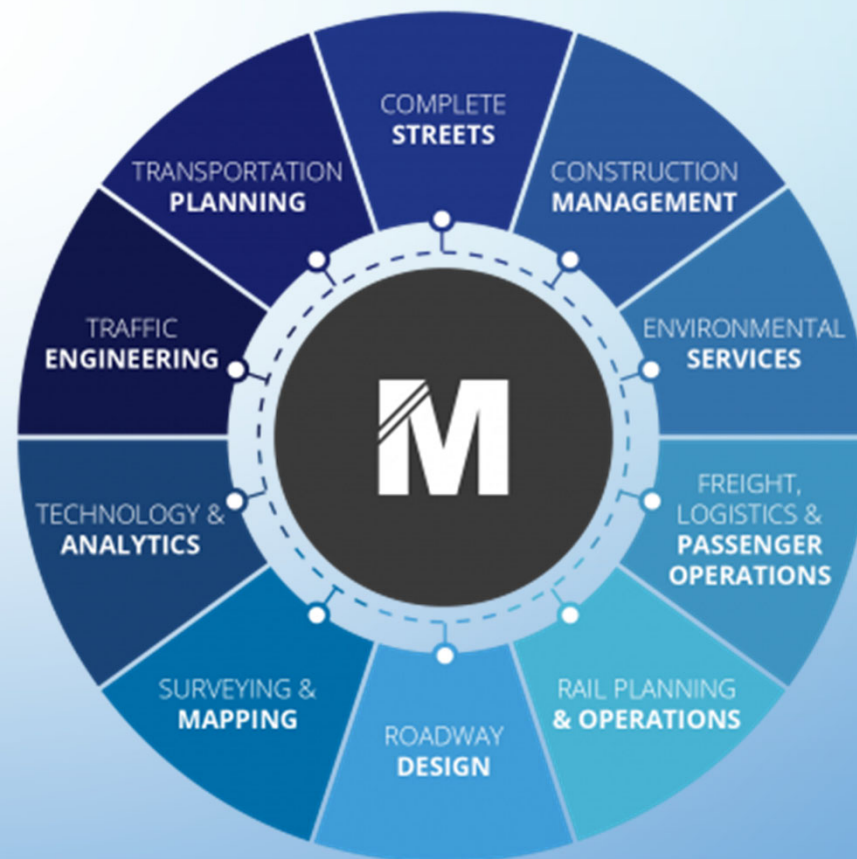 COMPLETE
STREETS
CONSTRUCTION
MANAGEMENT
ENVIRONMENTAL
SERVICES
FREIGHT,
LOGISTICS &
PASSENGER
OPERATIONS
RAIL PLANNING
& OPERATIONS
ROADWAY
DESIGN
SURVEYING &
MAPPING
TECHNOLOGY &
ANALYTICS
TRAFFIC
ENGINEERING
TRANSPORTATION
PLANNING
M